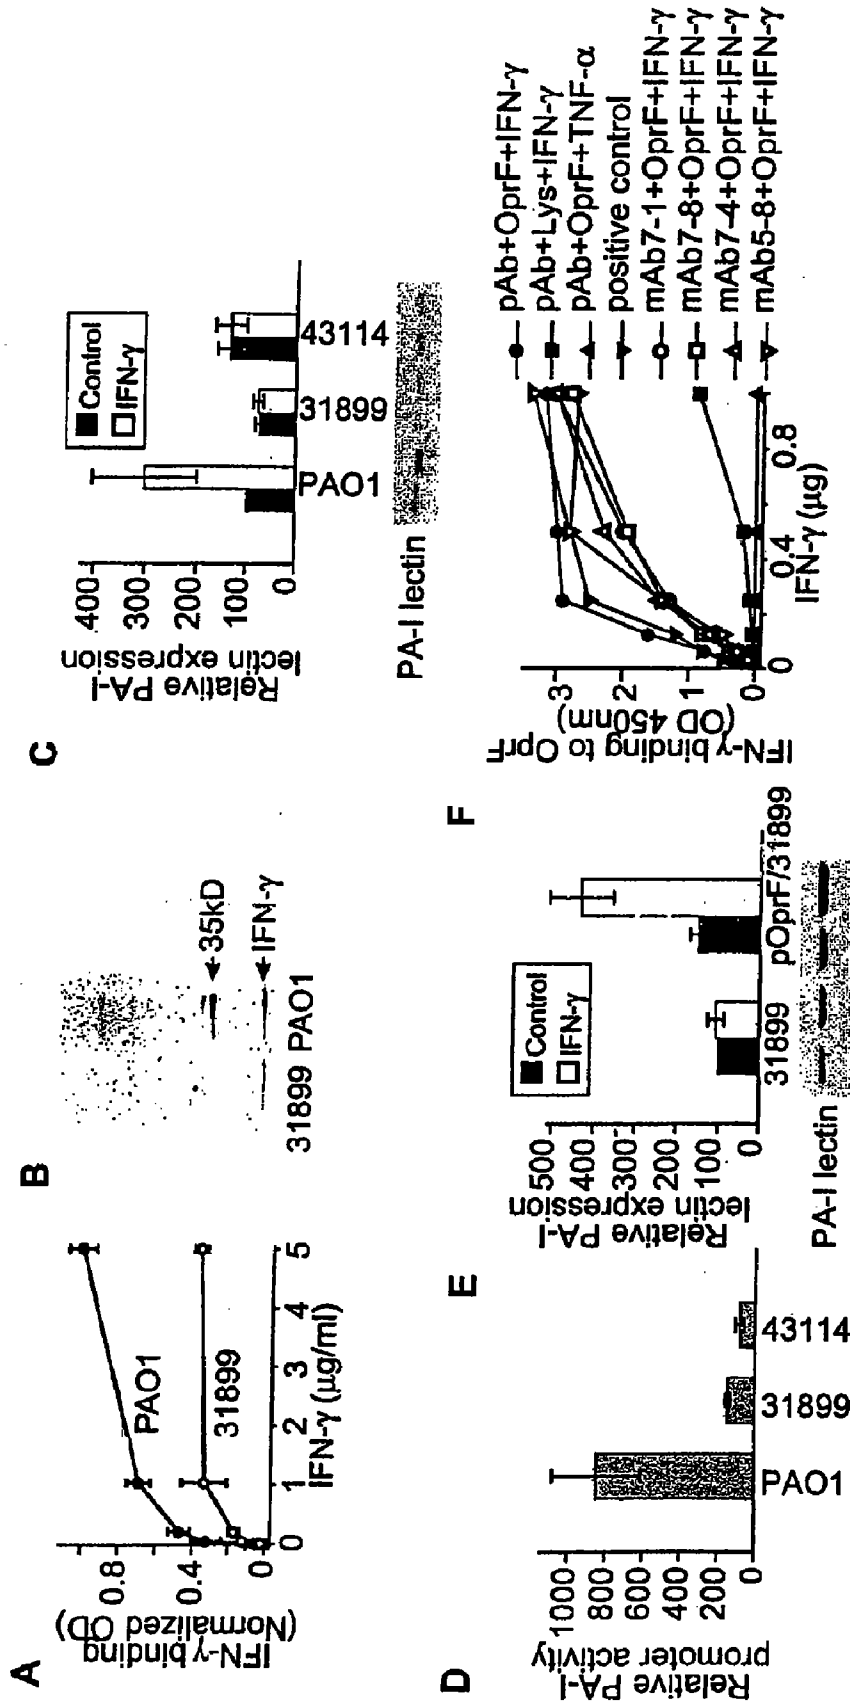 A
IFN-γ binding
(Normalized OD)
0.8
0.4
0
0 1 2 3 4 5
IFN-γ (μg/ml)
PAO1
31899
B
35kD
IFN-γ
31899 PAO1
C
Relative PA-I
lectin expression
400
300
200
100
0
Control
IFN-γ
PAO1 31899 43114
PA-I lectin
D
Relative PA-I
promoter activity
1000
800
600
400
200
0
PAO1 31899 43114
E
Relative PA-I
lectin expression
500
400
300
200
100
0
Control
IFN-γ
31899 pOprF/31899
PA-I lectin
F
IFN-γ binding to OprF
(OD 450nm)
3
2
1
0
0 0.4 0.8
IFN-γ (μg)
pAb+OprF+IFN-γ
pAb+Lys+IFN-γ
pAb+OprF+TNF-α
positive control
mAb7-1+OprF+IFN-γ
mAb7-8+OprF+IFN-γ
mAb7-4+OprF+IFN-γ
mAb5-8+OprF+IFN-γ